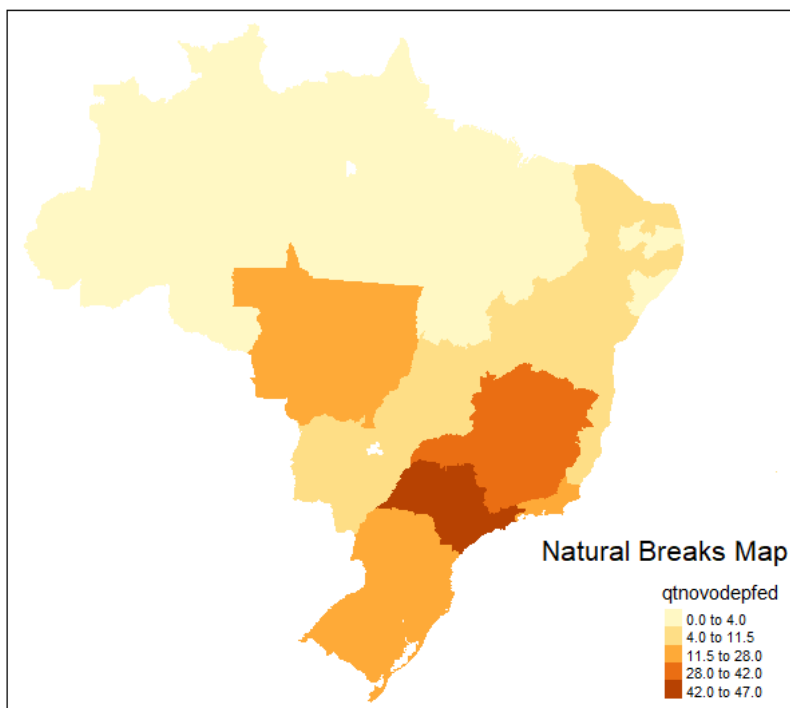 Natural Breaks Map
qtnovodepfed
0.0 to 4.0
4.0 to 11.5
11.5 to 28.0
28.0 to 42.0
42.0 to 47.0